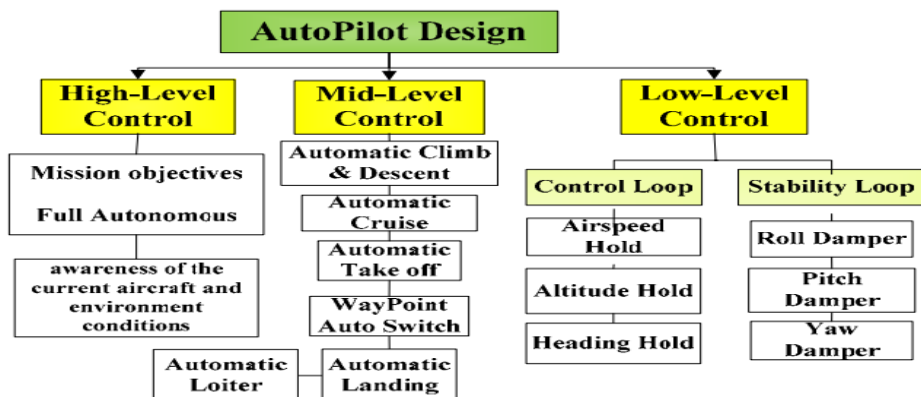 AutoPilot Design
High-Level
Control
Mission objectives
Full Autonomous
awareness of the
current aircraft and
environment
conditions
Mid-Level
Control
Automatic Climb
& Descent
Automatic
Cruise
Automatic
Take off
WayPoint
Auto Switch
Automatic
Landing
Automatic
Loiter
Low-Level
Control
Control Loop
Airspeed
Hold
Altitude Hold
Heading Hold
Stability Loop
Roll Damper
Pitch
Damper
Yaw
Damper